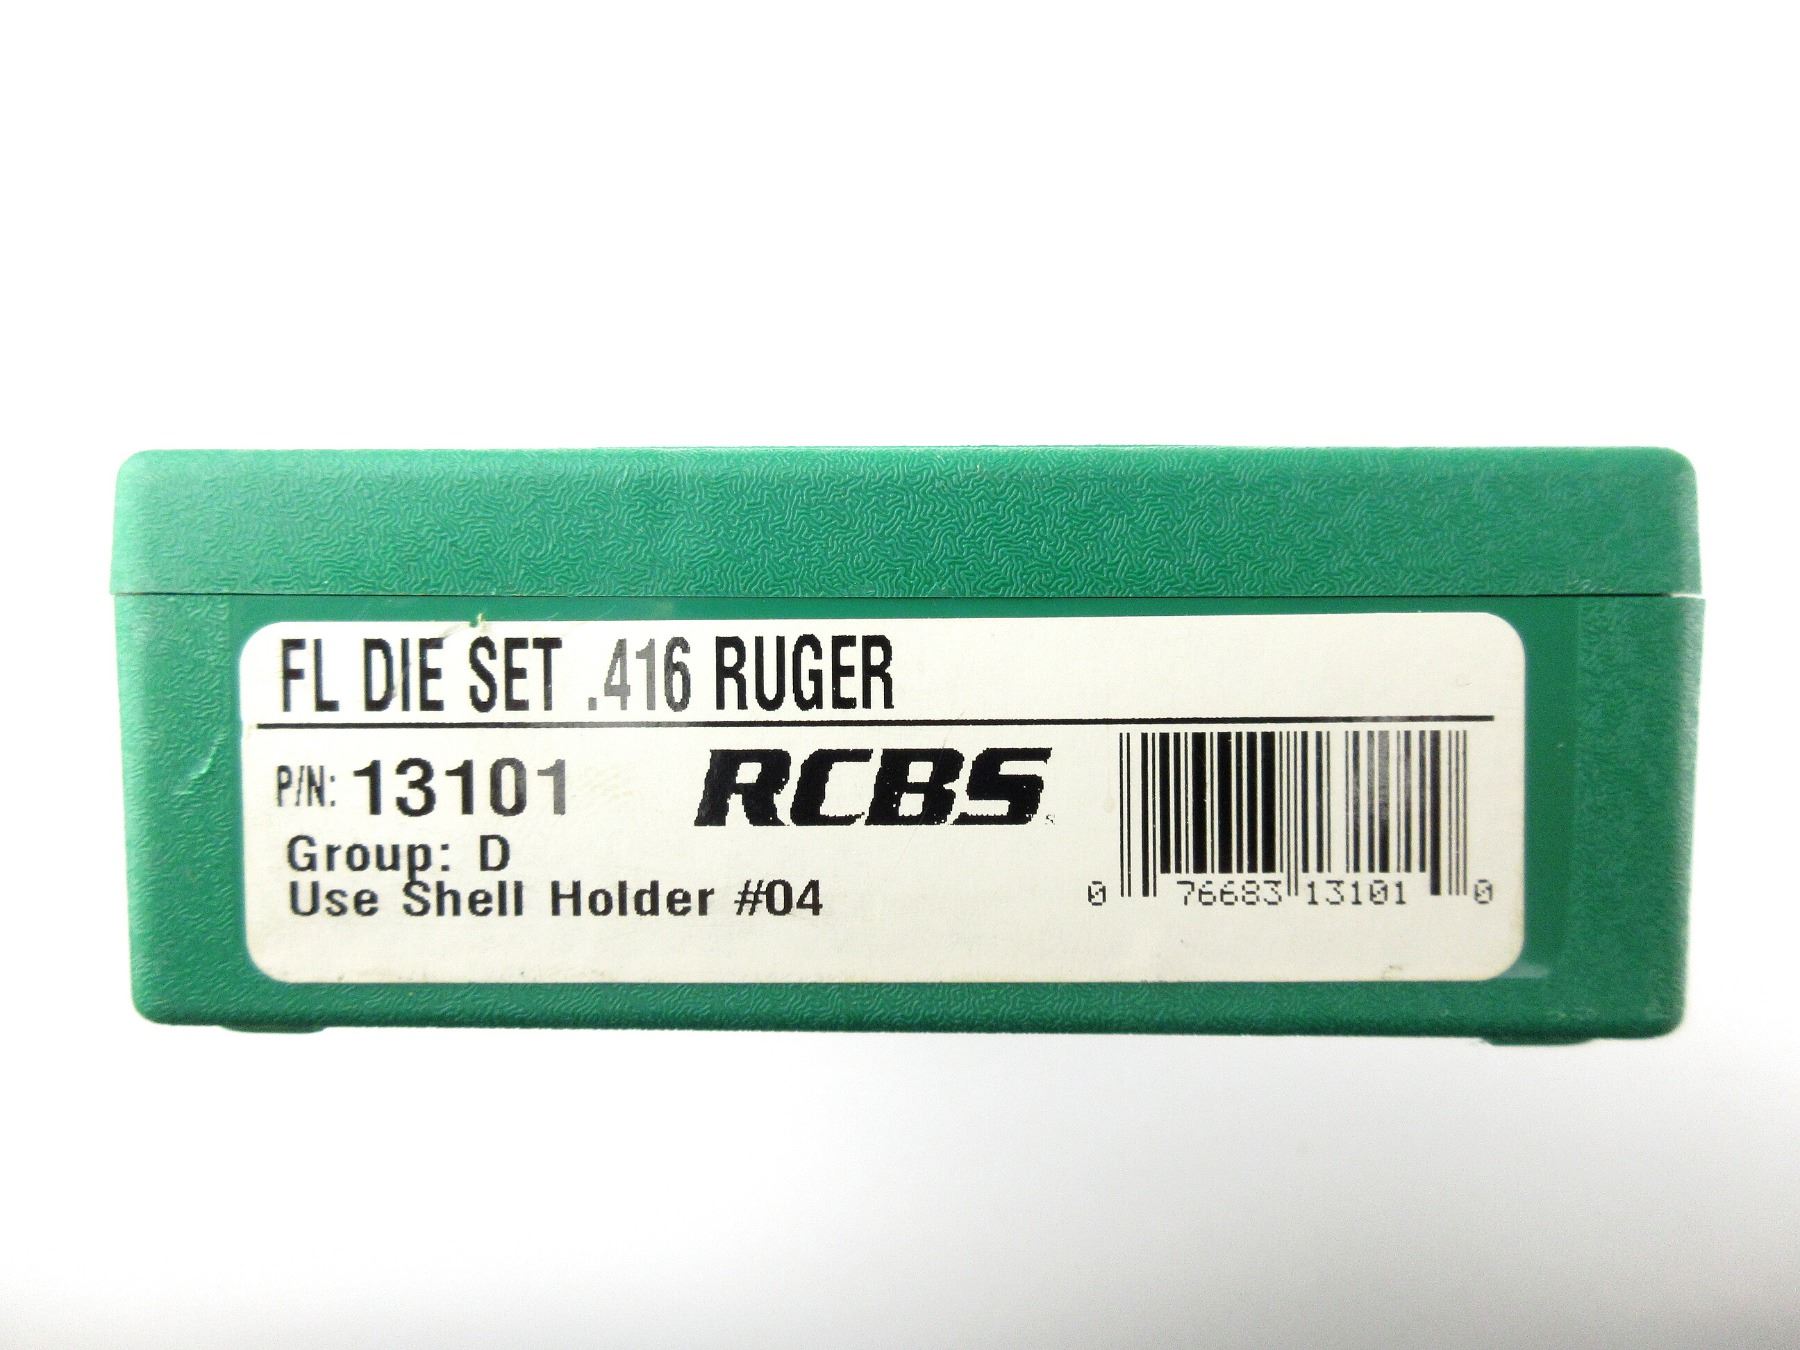 FL DIE SET .416 RUGER
P/N: 13101
RCBS
Group: D
Use Shell Holder #04
0 76683 13101 0